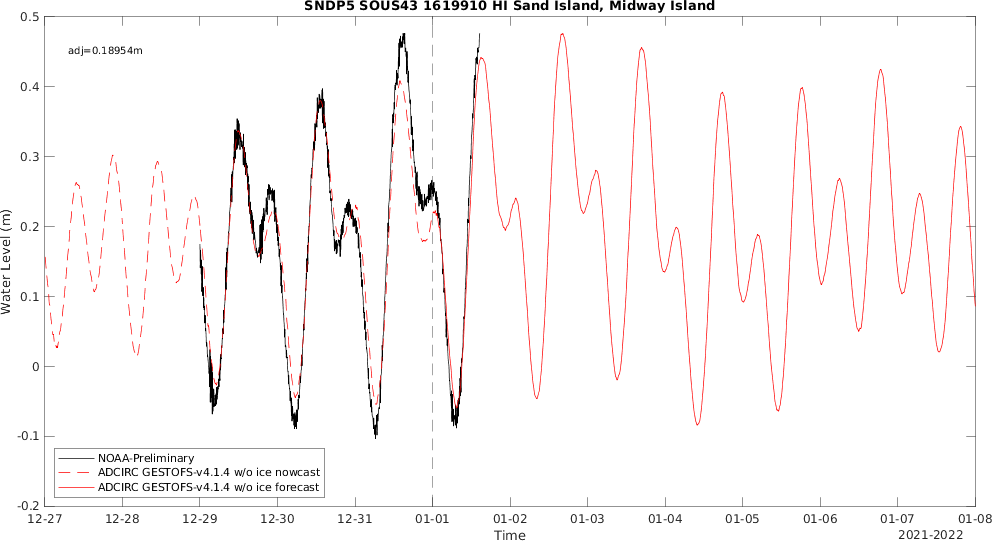 SNDP5 SOUS43 1619910 HI Sand Island, Midway Island
adj=0.18954m
Water Level (m)
0.5
0.4
0.3
0.2
0.1
0
-0.1
-0.2
NOAA-Preliminary
ADCIRC GESTOFS-v4.1.4 w/o ice nowcast
ADCIRC GESTOFS-v4.1.4 w/o ice forecast
12-27 12-28 12-29 12-30 12-31 01-01 01-02 01-03 01-04 01-05 01-06 01-07 01-08
Time
2021-2022